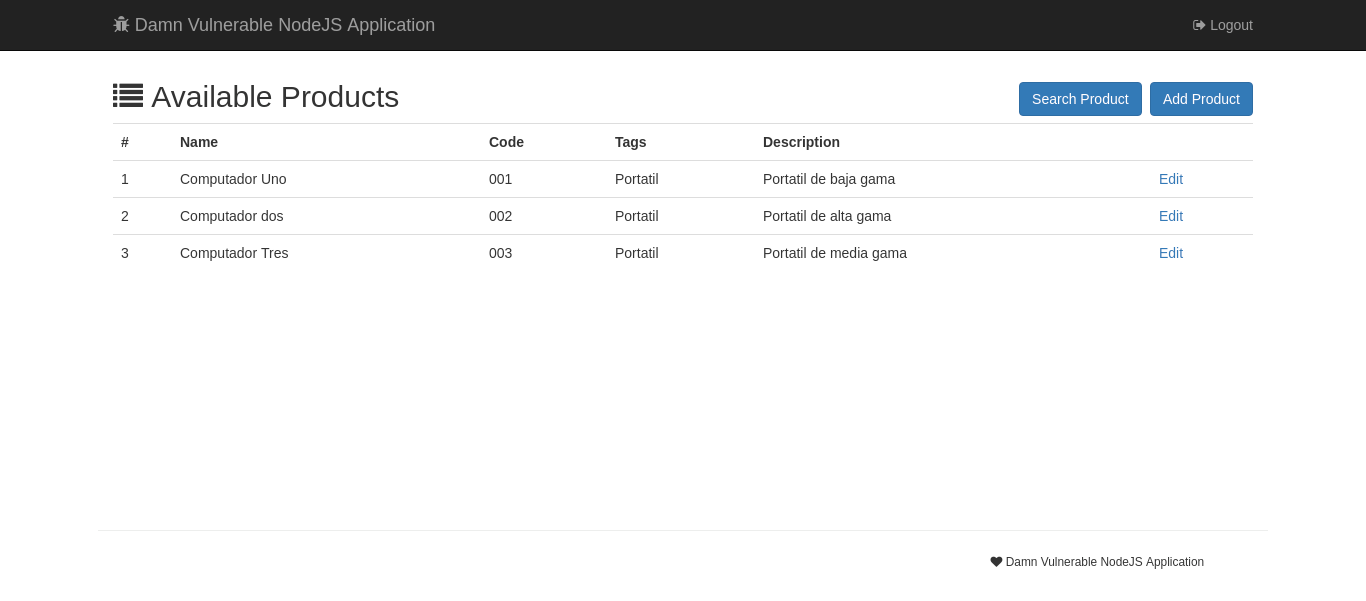 Damn Vulnerable NodeJS Application Logout
Available Products Search Product Add Product
# Name Code Tags Description
1 Computador Uno 001 Portatil Portatil de baja gama Edit
2 Computador dos 002 Portatil Portatil de alta gama Edit
3 Computador Tres 003 Portatil Portatil de media gama Edit
Damn Vulnerable NodeJS Application